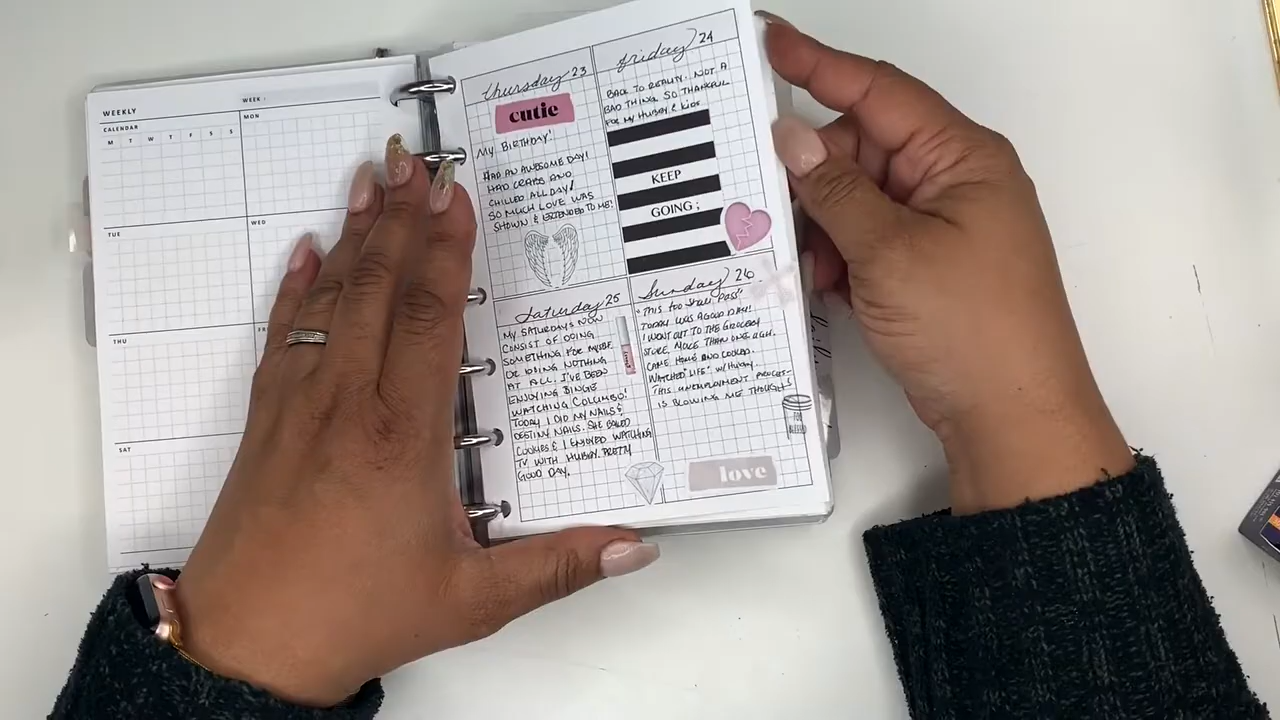 WEEKLY
WEEK •
CALENDAR
M T W T F S S
MON
TUE
WED
THU
SAT
Thursday 23
cutie
MY BIRTHDAY!
HAD AN AWESOME DAY!
HAD CRABS AND
CHILLED ALL DAY!
SO MUCH LOVE WAS
SHOWN & EXTENDED TO ME!
Friday 24
BACK TO REALITY. NOT A
BAD THING SO THANKFUL
FOR MY HUBBY & KIDS
KEEP
GOING ;
Saturday 25
MY SATURDAYS NOW
CONSIST OF DOING
SOMETHING FOR MYSELF
OR DOING NOTHING
AT ALL. I'VE BEEN
ENJOYING BINGE
WATCHING COLUMBO!
TODAY I DID MY NAILS &
DESTINY NAILS. SHE BAKED
COOKIES & I ENJOYED WATCHING
TV WITH HUBBY. PRETTY
GOOD DAY.
Sunday 26
"THIS TOO SHALL PASS"
TODAY WAS A GOOD DAY!
I WENT OUT TO THE GROCERY
STORE, MORE THAN ONE. UGH.
CAME HOME AND COOKED.
WATCHED "LIFE" W/ HUBBY.
THIS UNEMPLOYMENT PROCESS
IS BLOWING ME THOUGH!
love